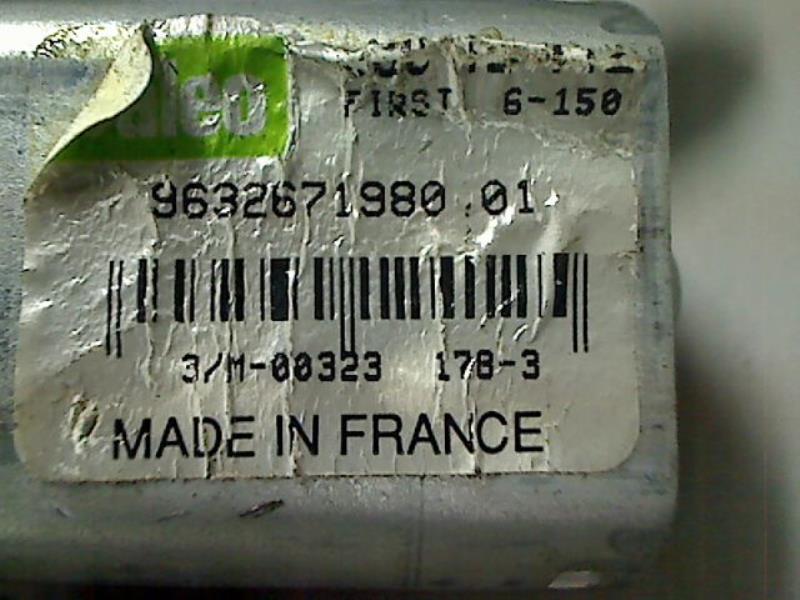 FIRST 6-150
9632671980.01
3/M-00323 178-3
MADE IN FRANCE